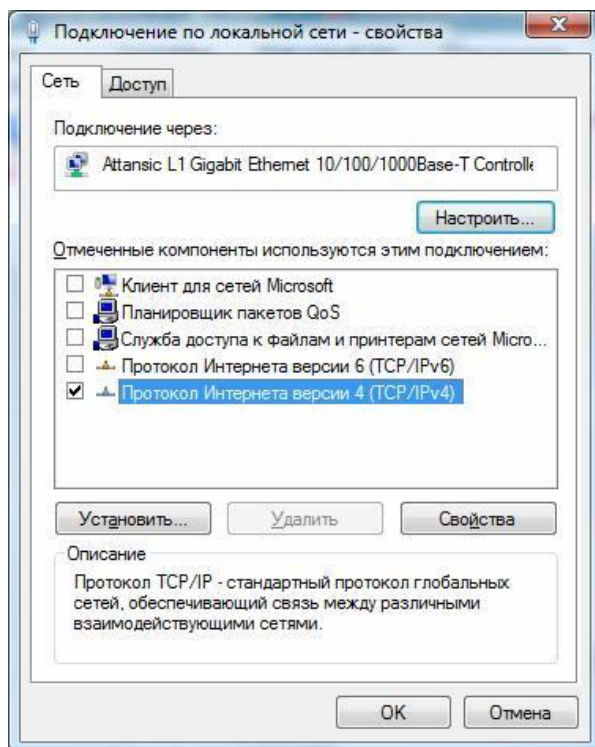 Подключение по локальной сети - свойства
Сеть
Доступ
Подключение через:
Attansic L1 Gigabit Ethernet 10/100/1000Base-T Controlle
Настроить...
Отмеченные компоненты используются этим подключением:
Клиент для сетей Microsoft
Планировщик пакетов QoS
Служба доступа к файлам и принтерам сетей Micro...
Протокол Интернета версии 6 (TCP/IPv6)
Протокол Интернета версии 4 (TCP/IPv4)
Установить...
Удалить
Свойства
Описание
Протокол TCP/IP - стандартный протокол глобальных
сетей, обеспечивающий связь между различными
взаимодействующими сетями.
OK
Отмена